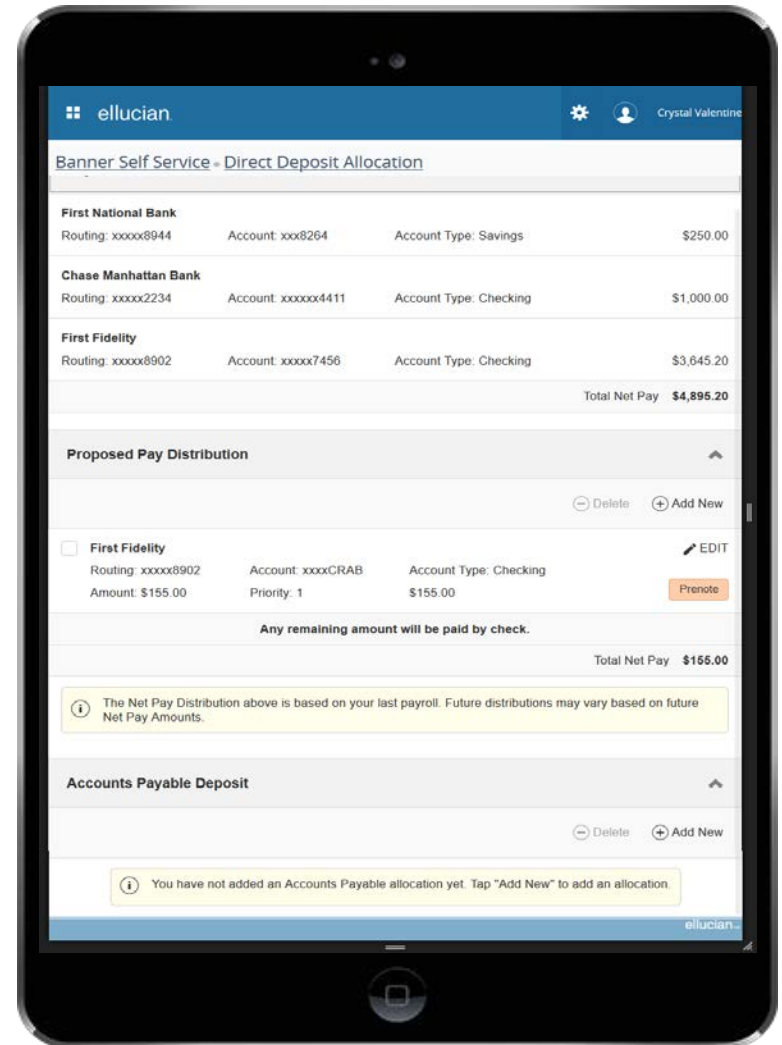 ellucian
Crystal Valentine
Banner Self Service • Direct Deposit Allocation
First National Bank
Routing: xxxxx8944 Account: xxx8264 Account Type: Savings $250.00
Chase Manhattan Bank
Routing: xxxxx2234 Account: xxxxxx4411 Account Type: Checking $1,000.00
First Fidelity
Routing: xxxxx8902 Account: xxxxx7456 Account Type: Checking $3,645.20
Total Net Pay $4,895.20
Proposed Pay Distribution
Delete Add New
First Fidelity EDIT
Routing: xxxxx8902 Account: xxxxCRAB Account Type: Checking
Amount: $155.00 Priority: 1 $155.00 Prenote
Any remaining amount will be paid by check.
Total Net Pay $155.00
The Net Pay Distribution above is based on your last payroll. Future distributions may vary based on future
Net Pay Amounts.
Accounts Payable Deposit
Delete Add New
You have not added an Accounts Payable allocation yet. Tap "Add New" to add an allocation.
ellucian